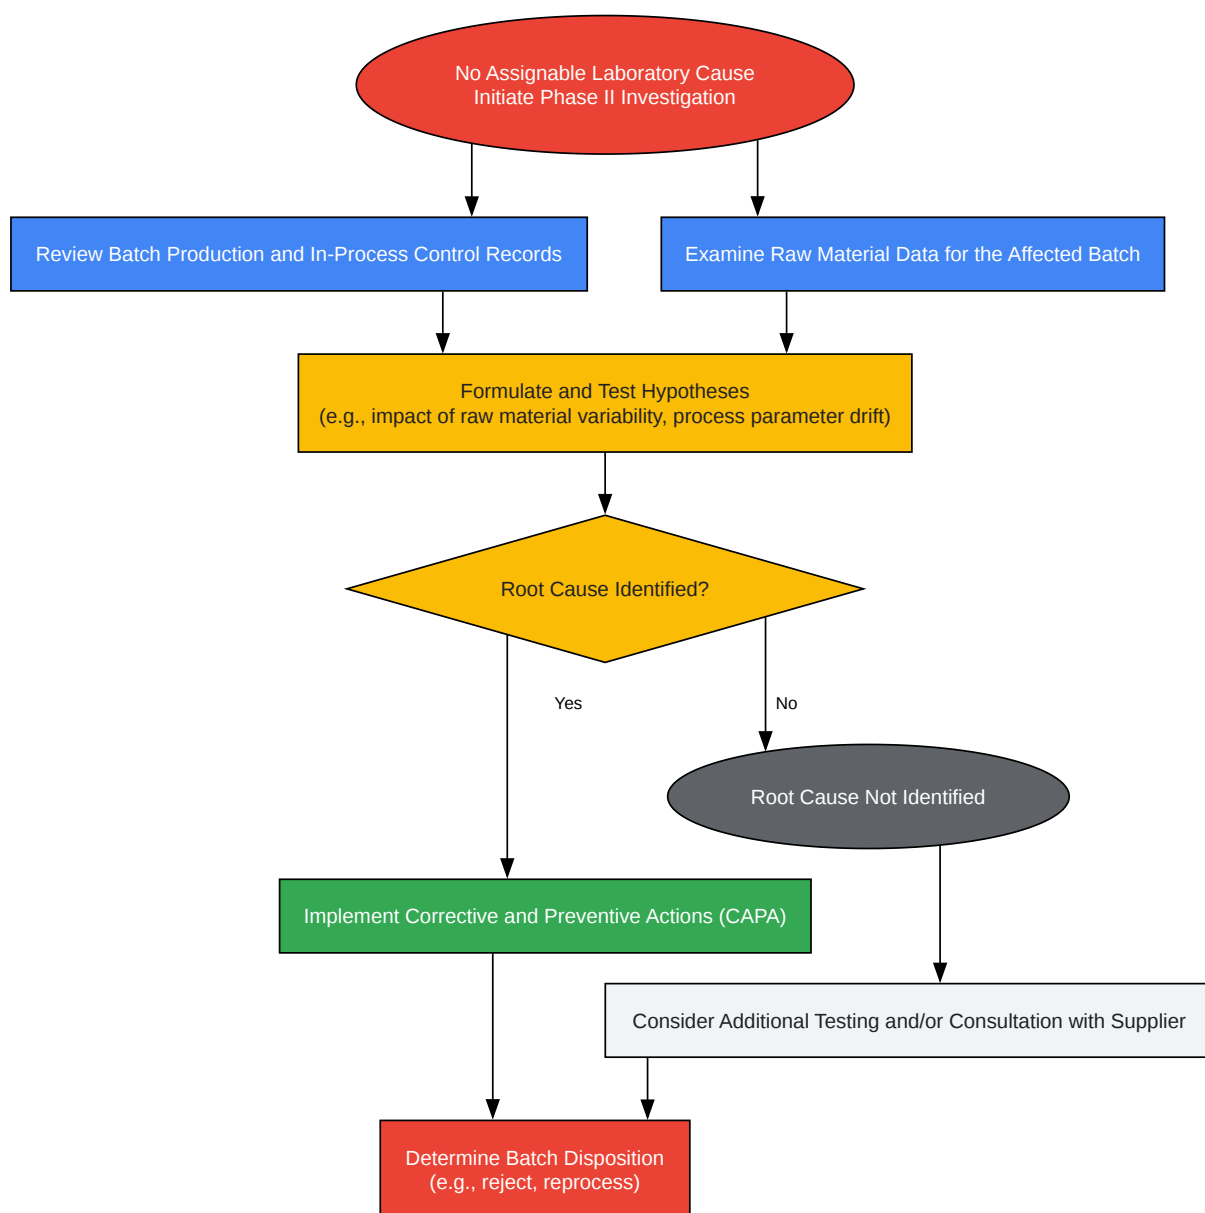 No Assignable Laboratory Cause
Initiate Phase II Investigation
Review Batch Production and In-Process Control Records
Examine Raw Material Data for the Affected Batch
Formulate and Test Hypotheses
(e.g., impact of raw material variability, process parameter drift)
Root Cause Identified?
Yes
No
Root Cause Not Identified
Implement Corrective and Preventive Actions (CAPA)
Consider Additional Testing and/or Consultation with Supplier
Determine Batch Disposition
(e.g., reject, reprocess)